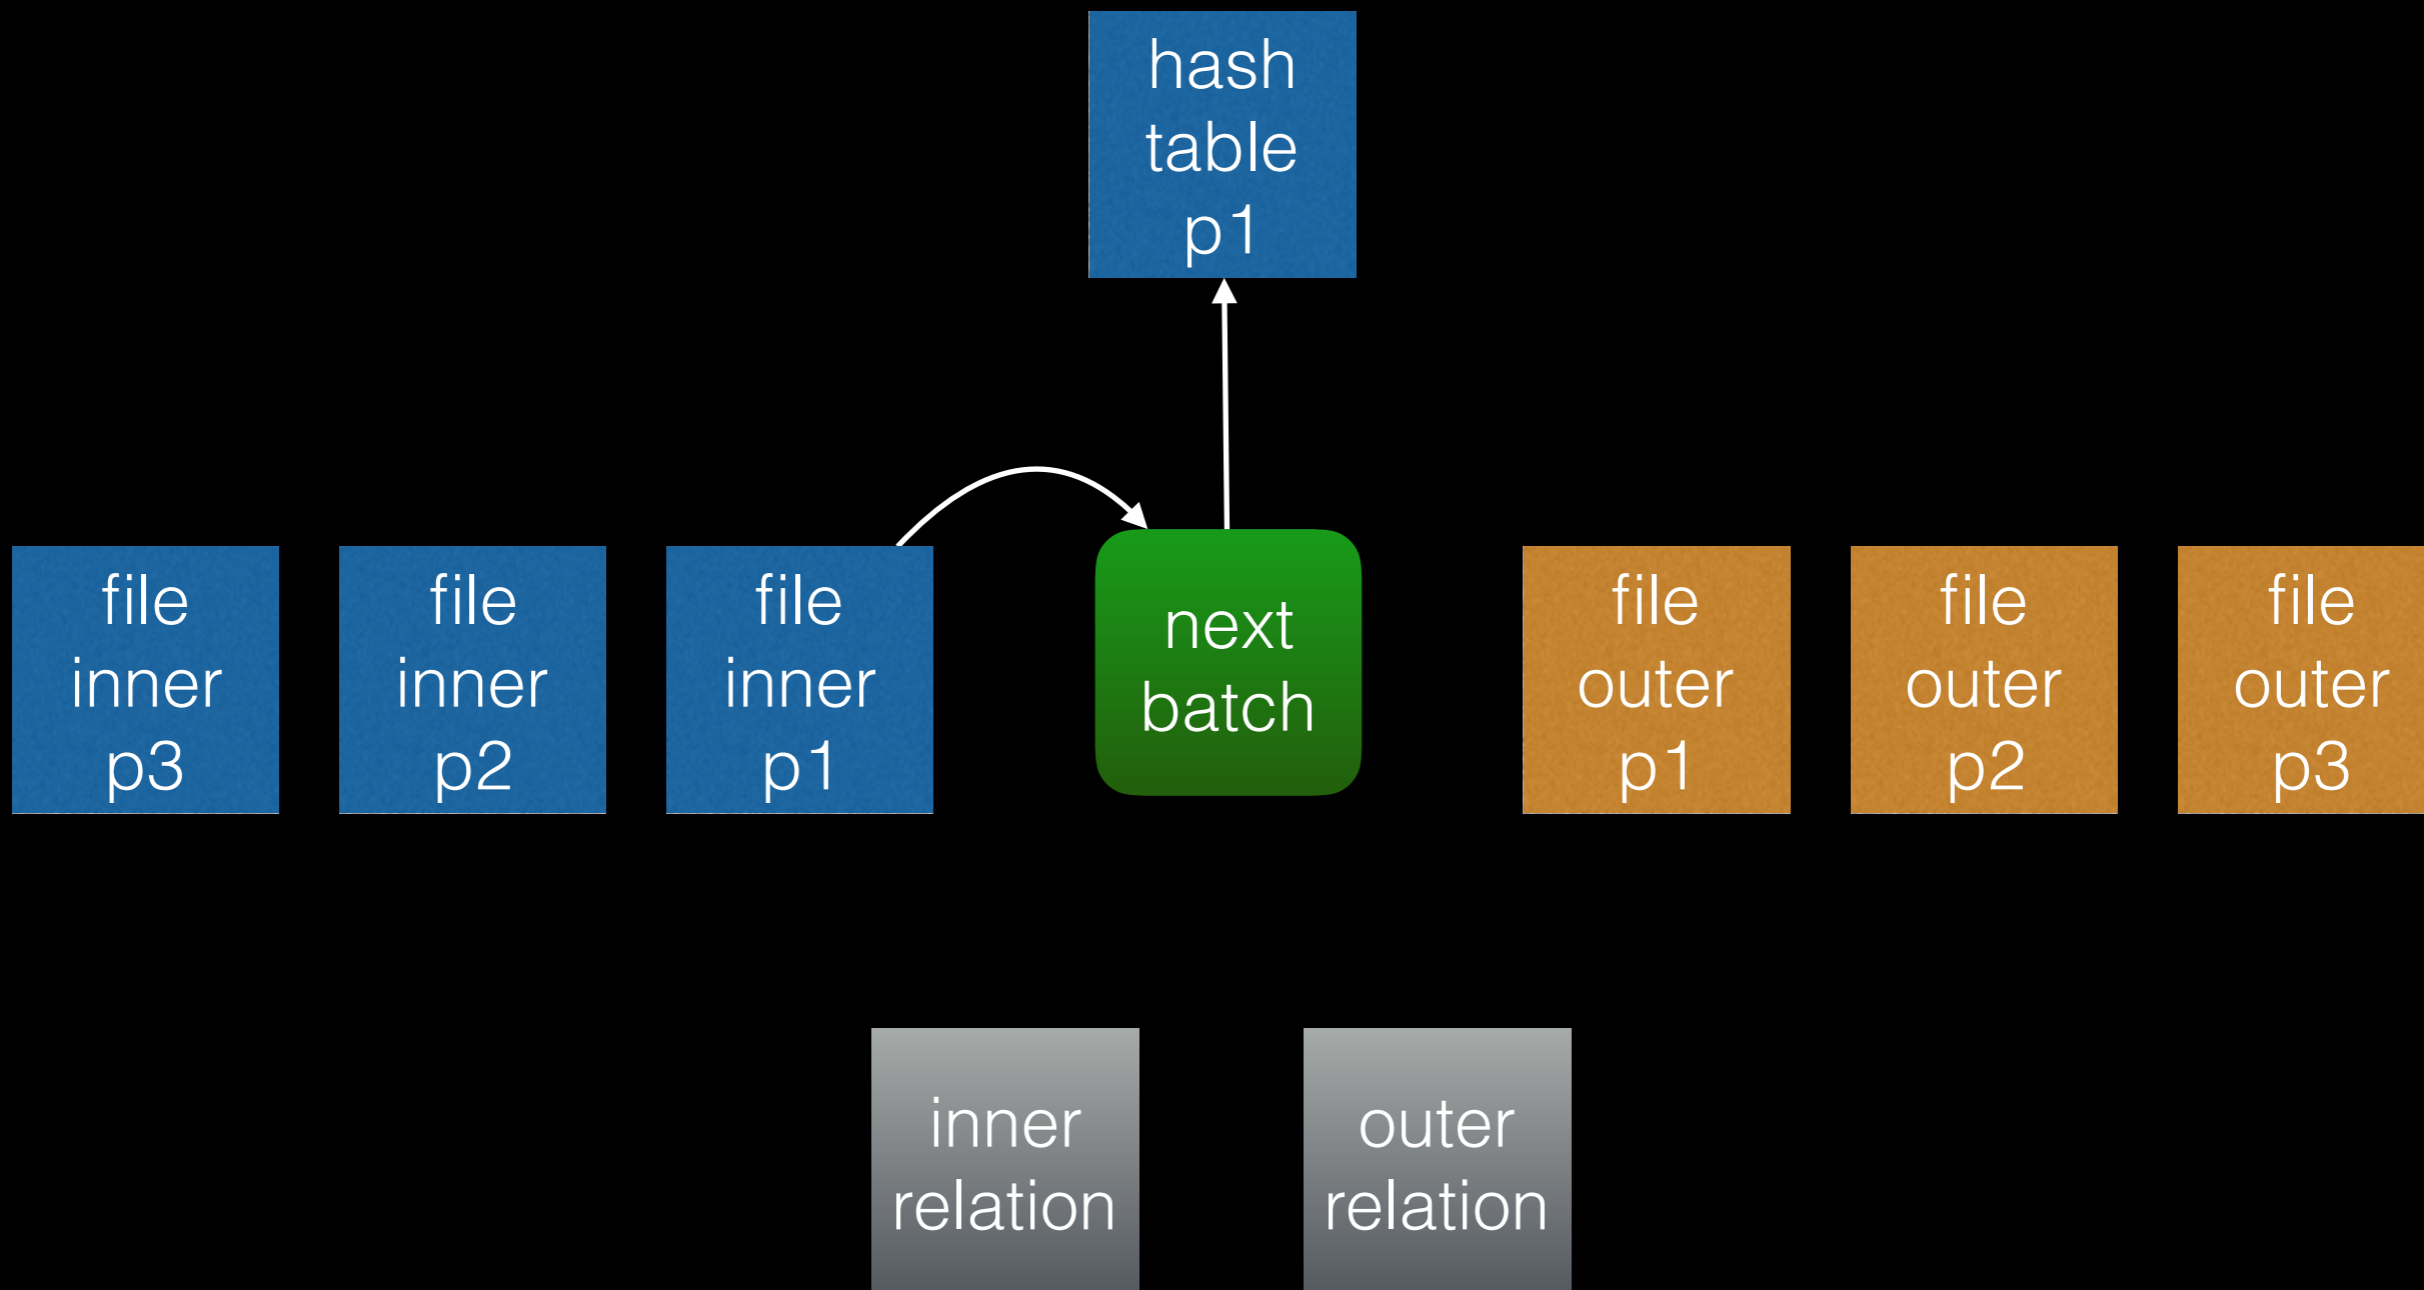 hash
table
p1
file
inner
p3
file
inner
p2
file
inner
p1
next
batch
file
outer
p1
file
outer
p2
file
outer
p3
inner
relation
outer
relation